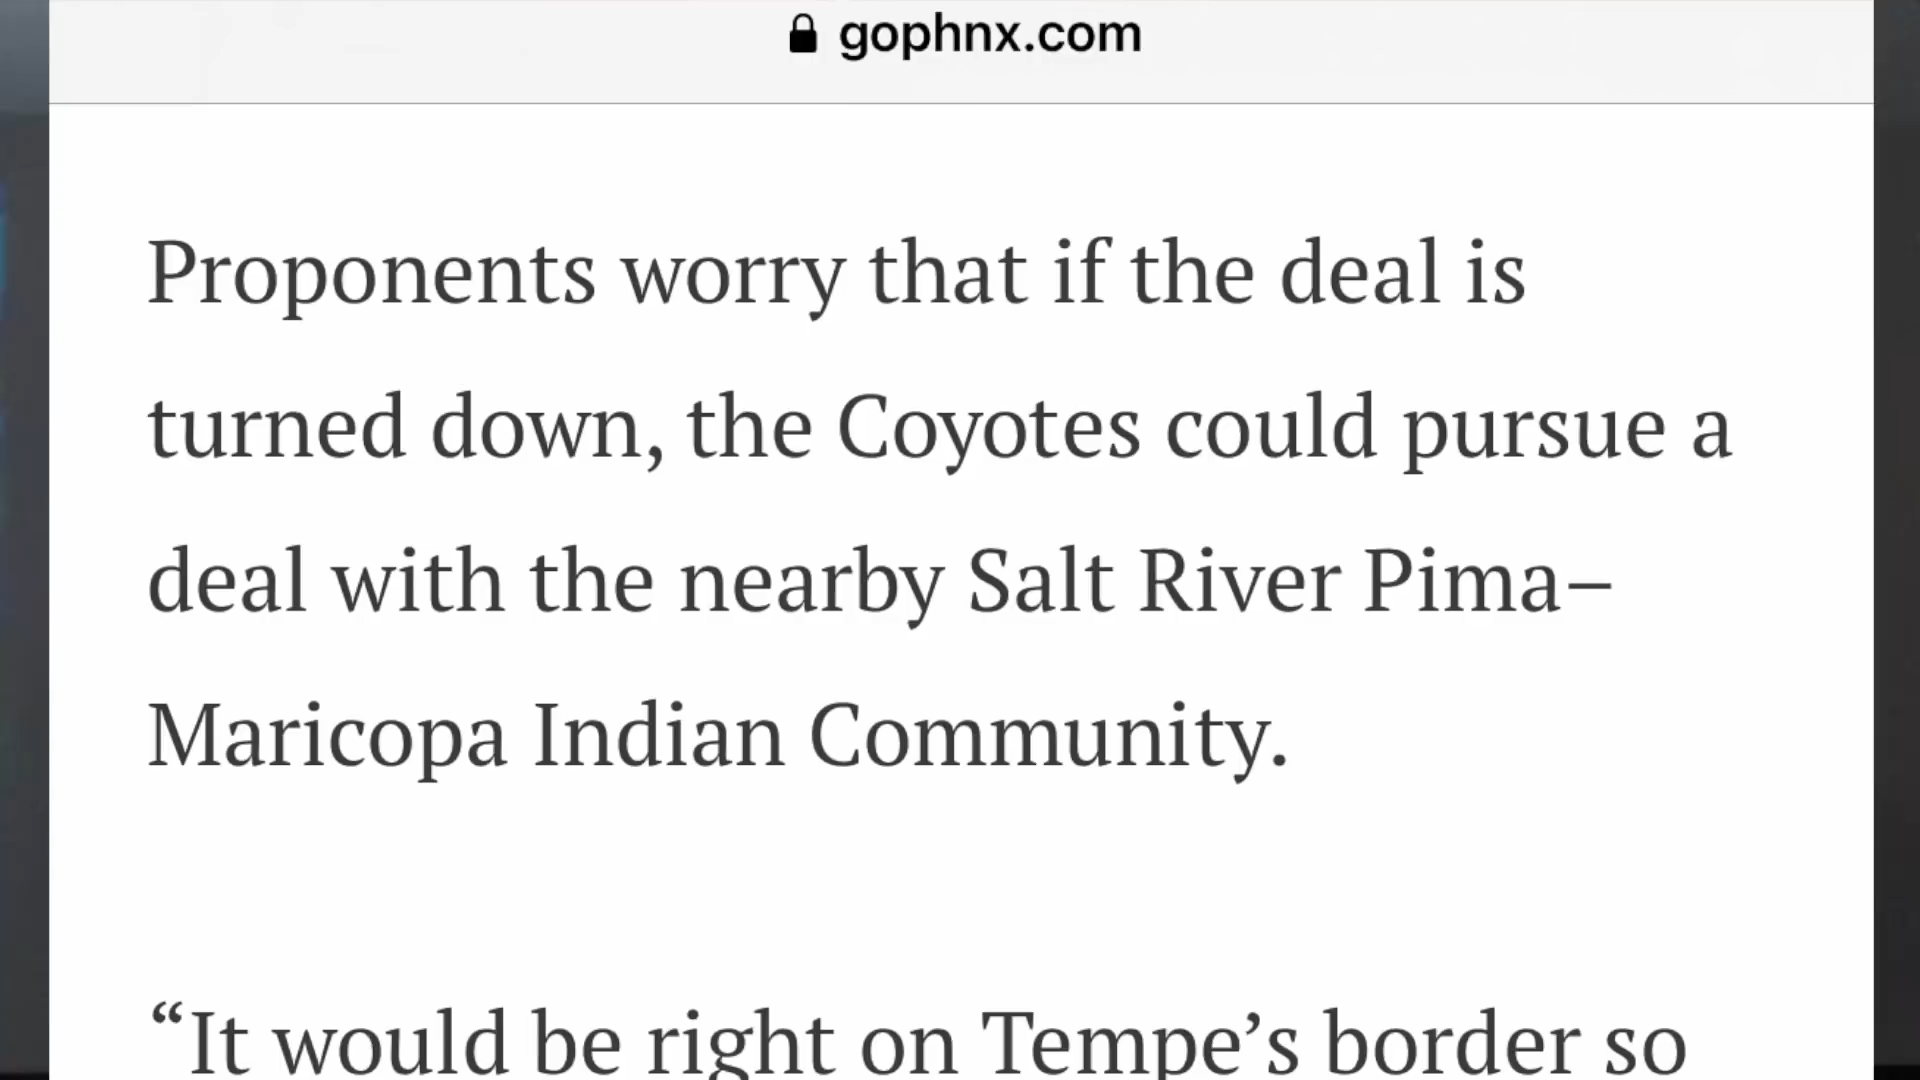 gophnx.com
Proponents worry that if the deal is
turned down, the Coyotes could pursue a
deal with the nearby Salt River Pima–
Maricopa Indian Community.
“It would be right on Tempe’s border so